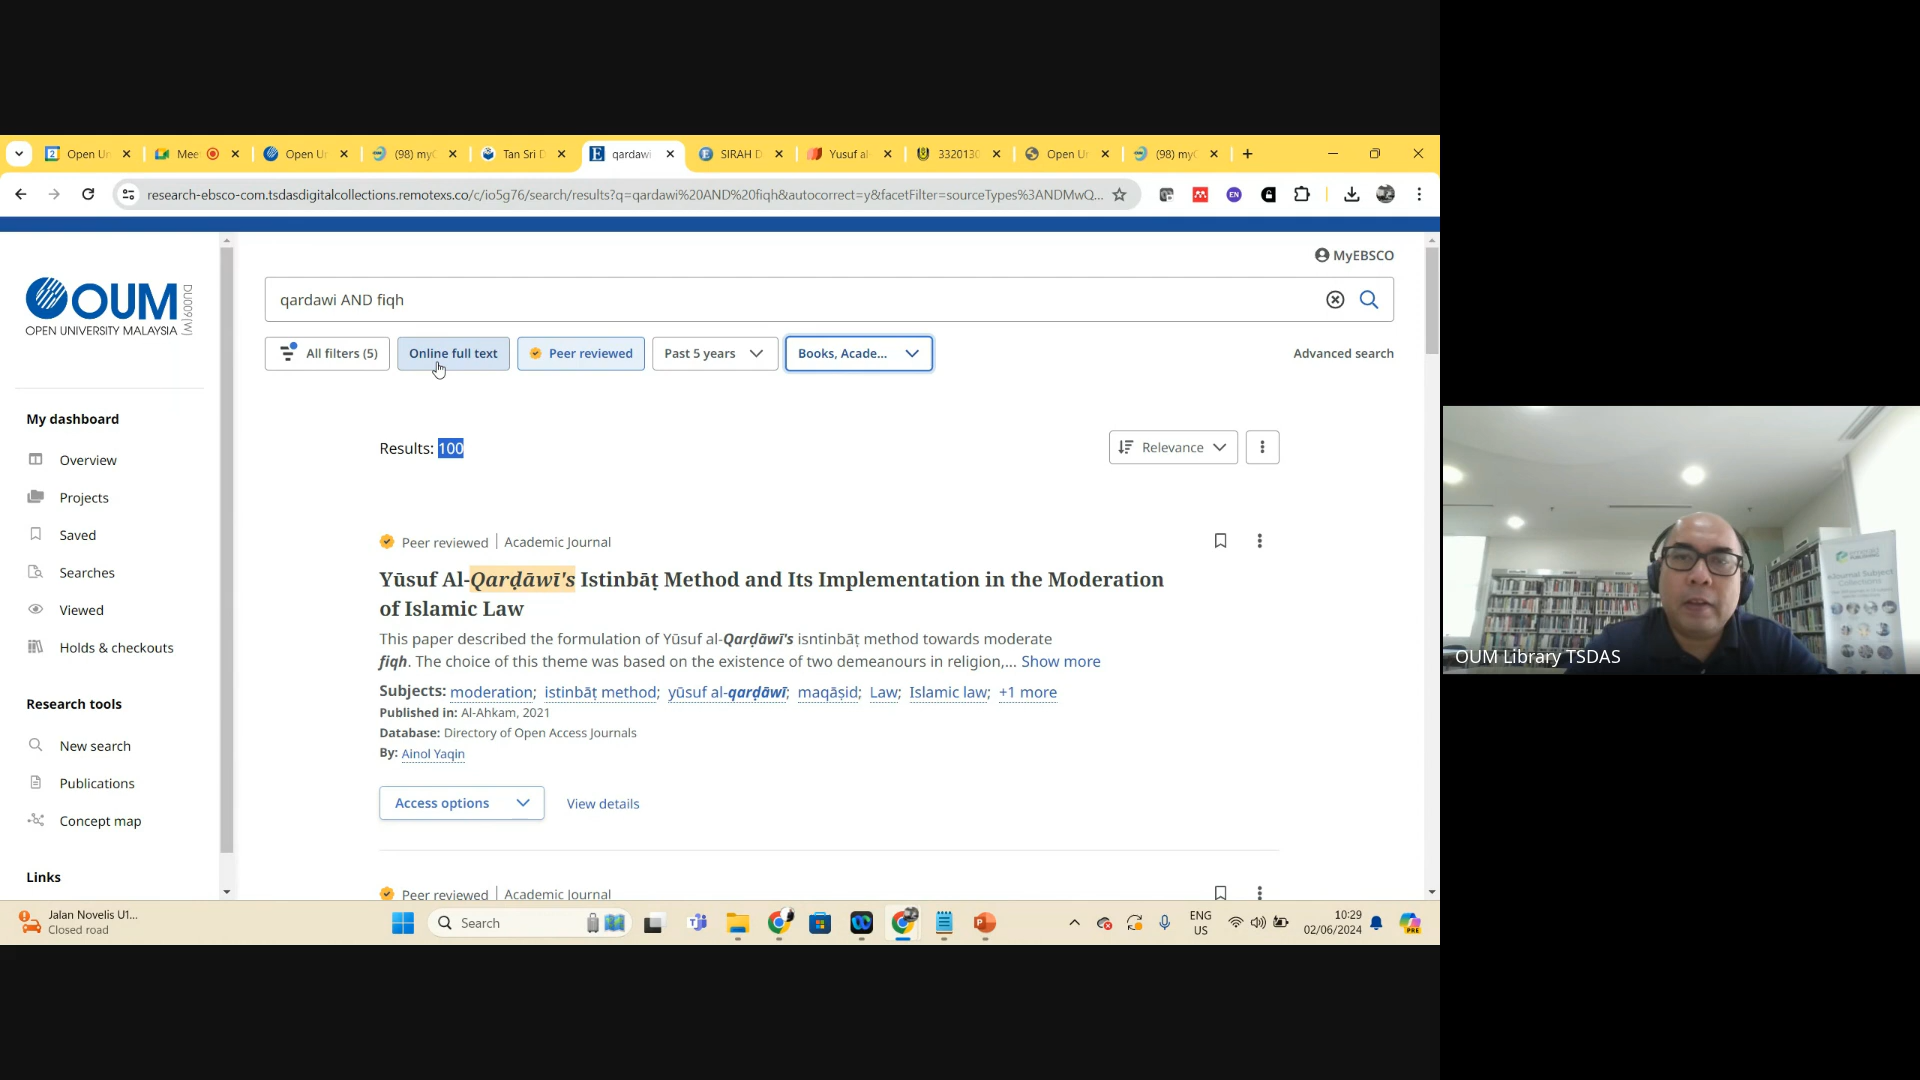 Open Un
Mee
Open Un
(98) myC
Tan Sri D
qardawi
SIRAH D
Yusuf al
3320130
Open Un
(98) myC
research-ebsco-com.tsdasdigitalcollections.remotexs.co/c/io5g76/search/results?q=qardawi%20AND%20fiqh&autocorrect=y&facetFilter=sourceTypes%3ANDMwQ...
MyEBSCO
OUM
OPEN UNIVERSITY MALAYSIA
DU009(W)
qardawi AND fiqh
All filters (5)
Online full text
Peer reviewed
Past 5 years
Books, Acade...
Advanced search
My dashboard
Overview
Projects
Saved
Searches
Viewed
Holds & checkouts
Research tools
New search
Publications
Concept map
Links
Results: 100
Relevance
Peer reviewed | Academic Journal
Yūsuf Al-Qarḍāwī's Istinbāṭ Method and Its Implementation in the Moderation
of Islamic Law
This paper described the formulation of Yūsuf al-Qarḍāwī's isntinbāṭ method towards moderate
fiqh. The choice of this theme was based on the existence of two demeanours in religion,... Show more
Subjects: moderation; istinbāṭ method; yūsuf al-qarḍāwī; maqāṣid; Law; Islamic law; +1 more
Published in: Al-Ahkam, 2021
Database: Directory of Open Access Journals
By: Ainol Yaqin
Access options
View details
Peer reviewed | Academic Journal
Jalan Novelis U1...
Closed road
Search
ENG
US
10:29
02/06/2024
OUM Library TSDAS